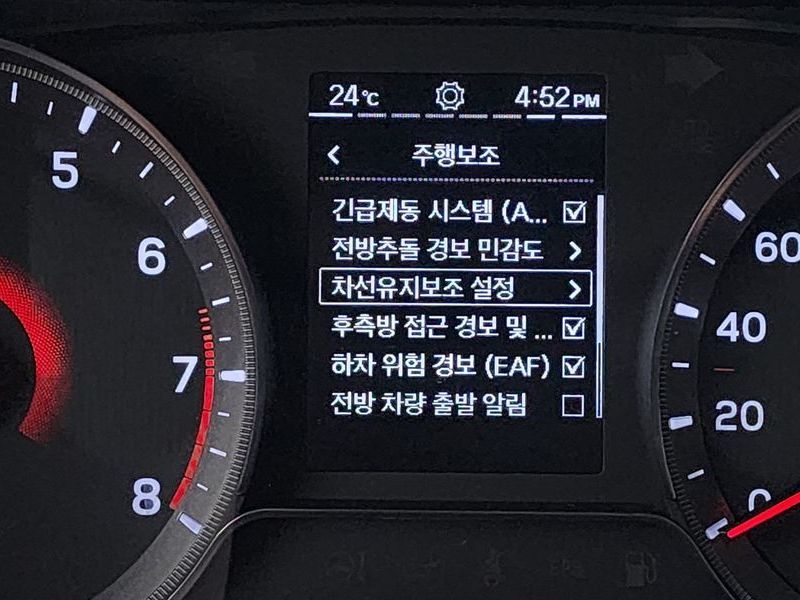 24℃ 4:52PM
주행보조
긴급제동 시스템 (A... 
전방추돌 경보 민감도
차선유지보조 설정
후측방 접근 경보 및 ...
하차 위험 경보 (EAF)
전방 차량 출발 알림
5
6
7
8
60
40
20
0